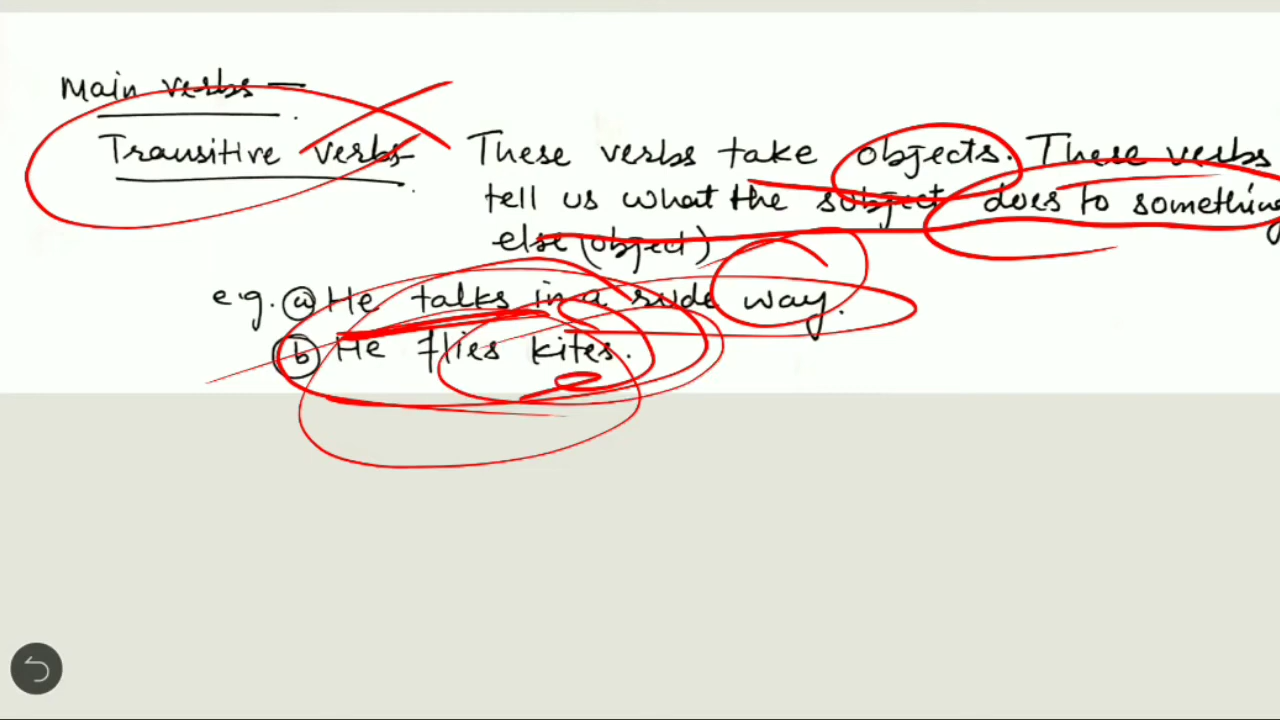 Main verbs —
Transitive verbs- These verbs take objects. These verbs
tell us what the subject does to something
else (object)
e.g. (a) He talks in a rude way.
(b) He flies kites.